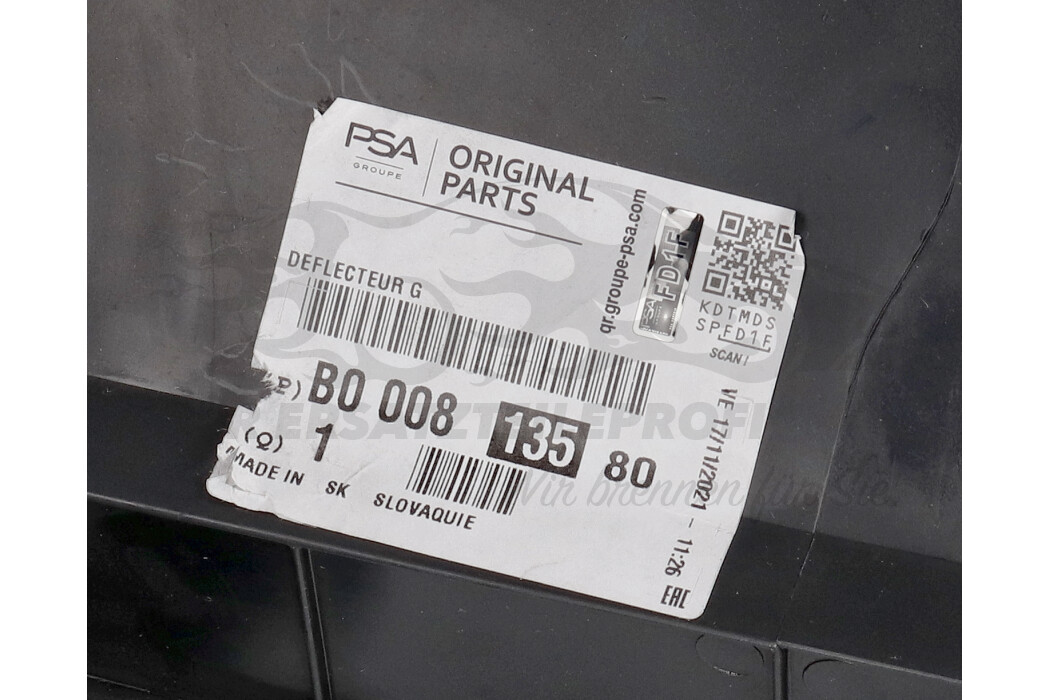 PSA
GROUPE
ORIGINAL
PARTS
qr.groupe-psa.com
PSA
FD1F
KDTMDS
SPFD1F
SCAN!
DEFLECTEUR G
(P) B0 008 135 80
(Q) 1
MADE IN SK SLOVAQUIE
VE 17/11/2021 - 11:26
EAC
ERSATZTEILEPROFI
Wir brennen für Sie